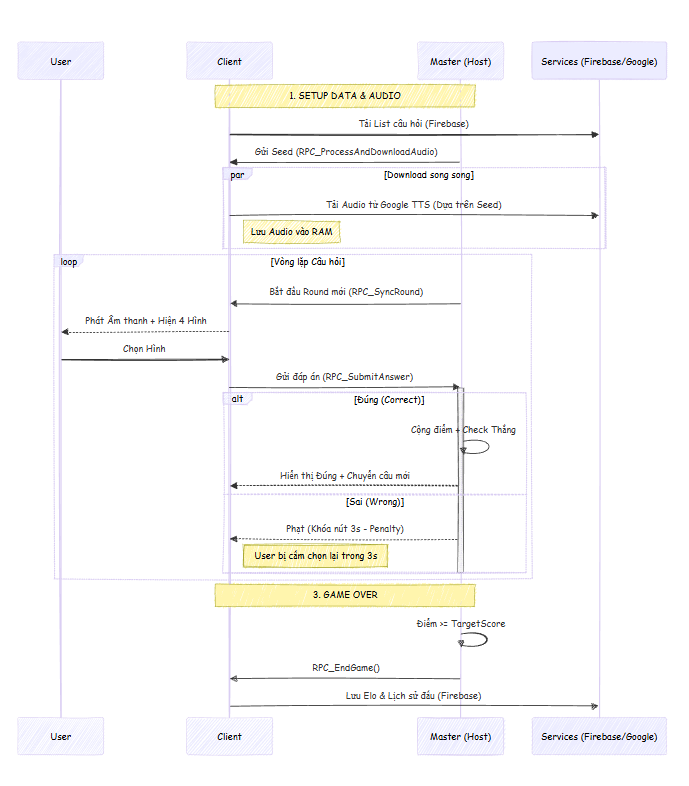 User
Client
Master (Host)
Services (Firebase/Google)
1. SETUP DATA & AUDIO
Tải List câu hỏi (Firebase)
Gửi Seed (RPC_ProcessAndDownloadAudio)
par
[Download song song]
Tải Audio từ Google TTS (Dựa trên Seed)
Lưu Audio vào RAM
loop
[Vòng lặp Câu hỏi]
Bắt đầu Round mới (RPC_SyncRound)
Phát Âm thanh + Hiện 4 Hình
Chọn Hình
Gửi đáp án (RPC_SubmitAnswer)
alt
[Đúng (Correct)]
Cộng điểm + Check Thắng
Hiển thị Đúng + Chuyển câu mới
[Sai (Wrong)]
Phạt (Khóa nút 3s - Penalty)
User bị cấm chọn lại trong 3s
3. GAME OVER
Điểm >= TargetScore
RPC_EndGame()
Lưu Elo & Lịch sử đấu (Firebase)
User
Client
Master (Host)
Services (Firebase/Google)